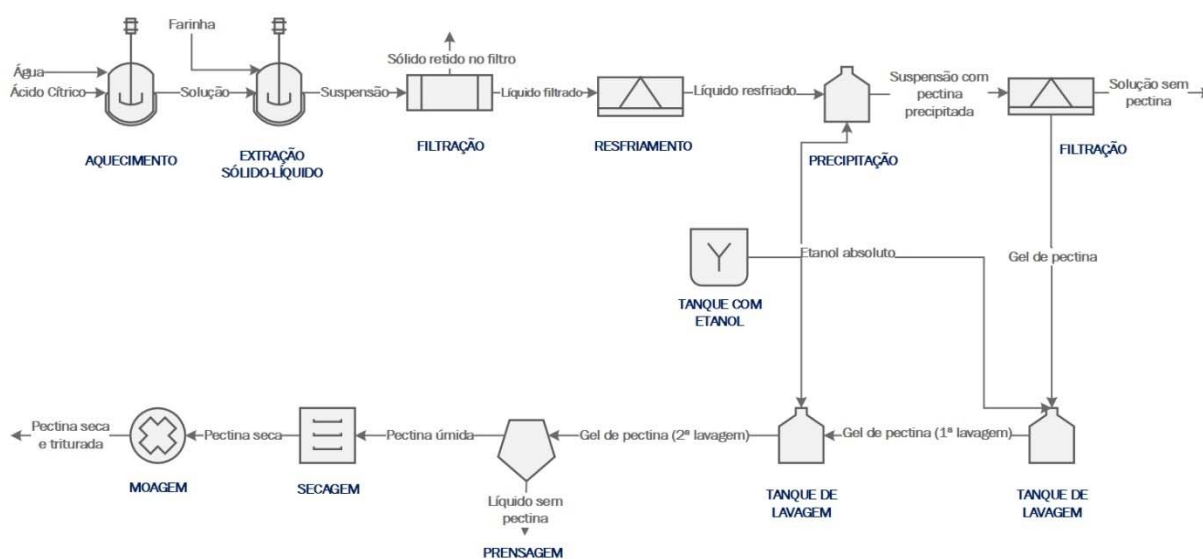 Farinha
Água
Ácido Cítrico
Solução
Suspensão
Sólido retido no filtro
Líquido filtrado
Líquido resfriado
Suspensão com
pectina
precipitada
Solução sem
pectina
AQUECIMENTO
EXTRAÇÃO
SÓLIDO-LÍQUIDO
FILTRAÇÃO
RESFRIAMENTO
PRECIPITAÇÃO
FILTRAÇÃO
Etanol absoluto
Gel de pectina
TANQUE COM
ETANOL
Pectina seca
e triturada
Pectina seca
Pectina úmida
Gel de pectina (2ª lavagem)
Gel de pectina (1ª lavagem)
MOAGEM
SECAGEM
Líquido sem
pectina
PRENSAGEM
TANQUE DE
LAVAGEM
TANQUE DE
LAVAGEM